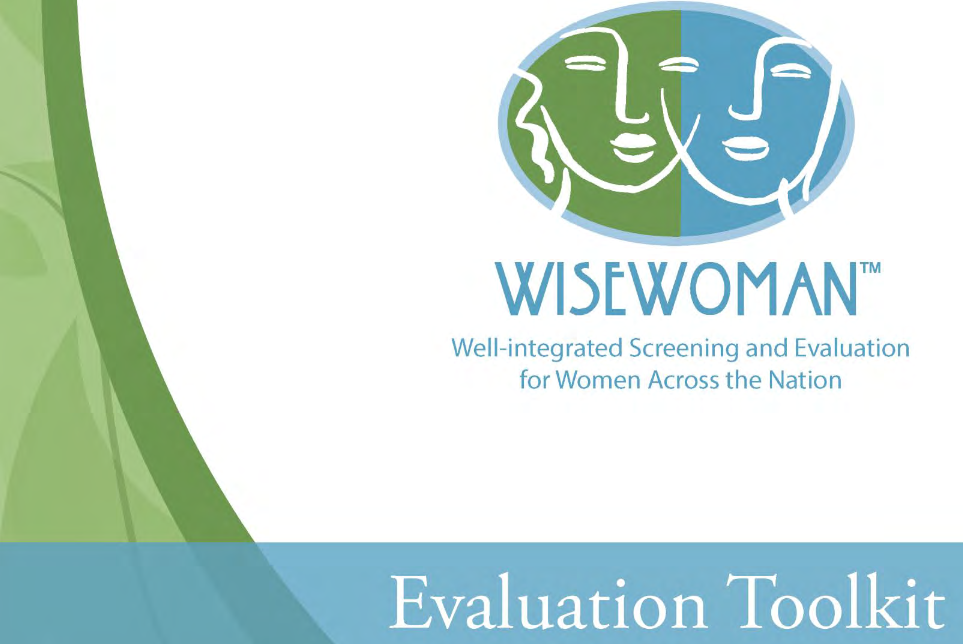 WISEWOMAN™
Well-integrated Screening and Evaluation
for Women Across the Nation
Evaluation Toolkit